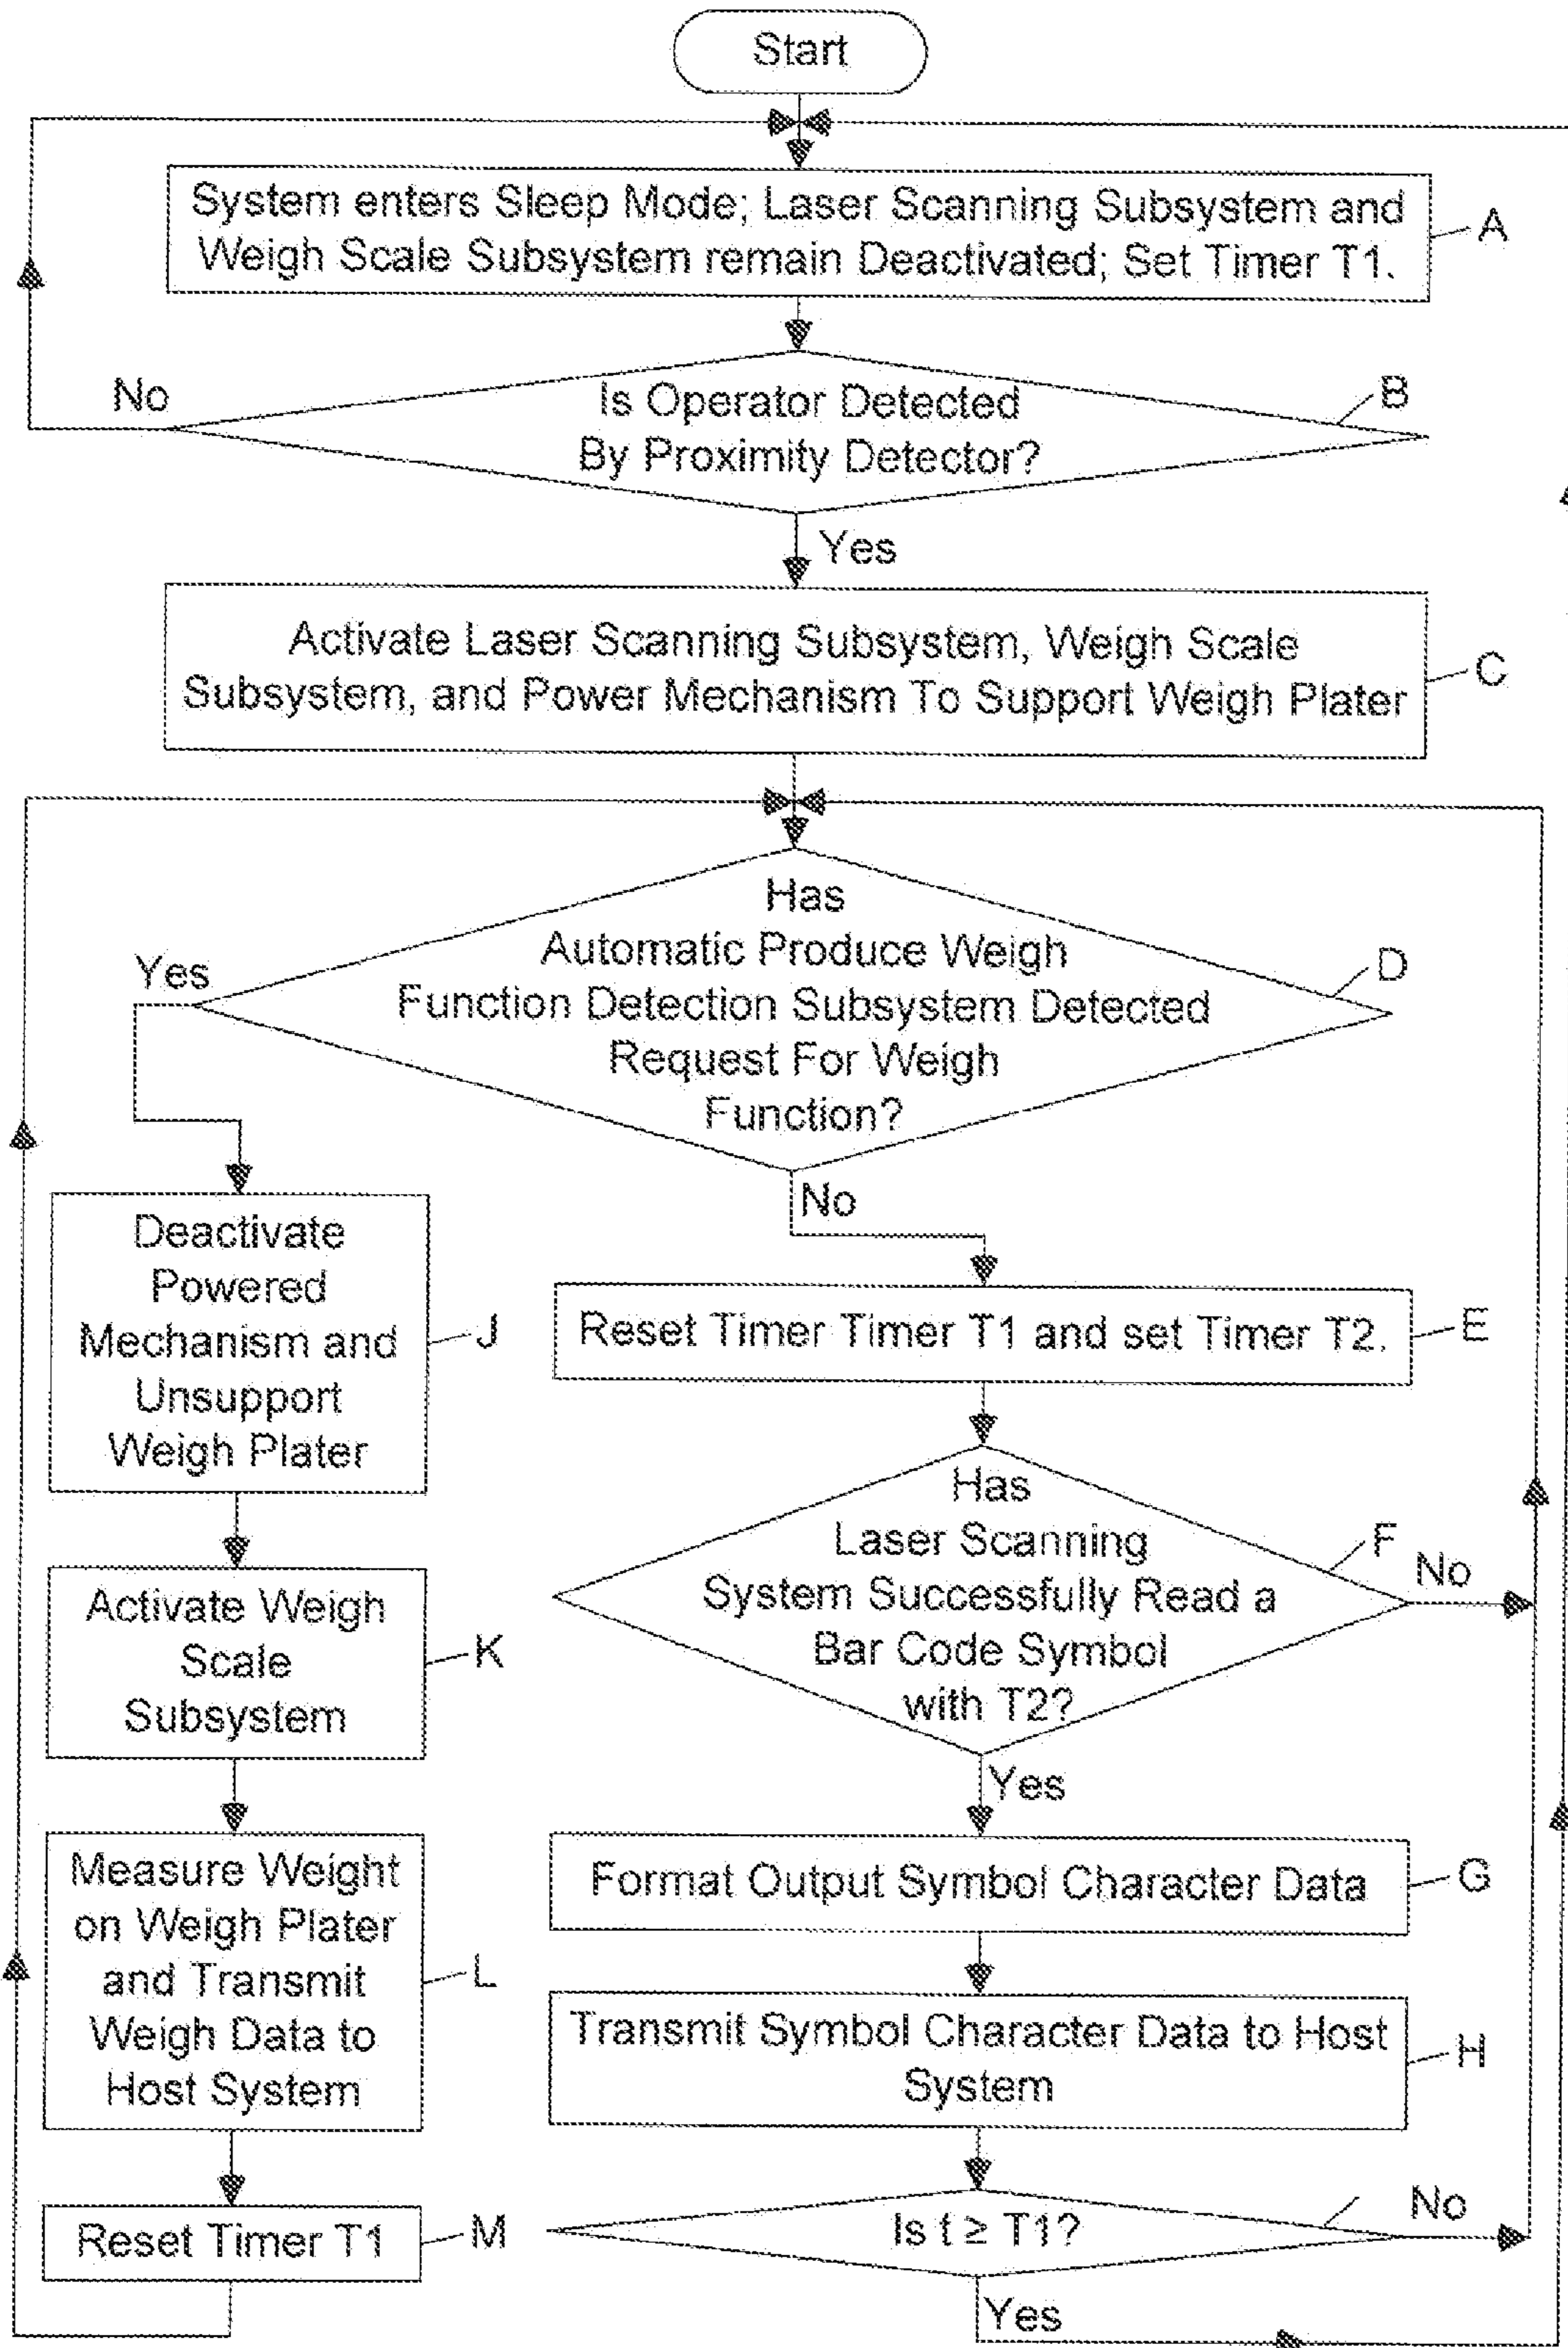 Start
System enters Sleep Mode; Laser Scanning Subsystem and
Weigh Scale Subsystem remain Deactivated; Set Timer T1.
A
No
Is Operator Detected
By Proximity Detector?
B
Yes
Activate Laser Scanning Subsystem, Weigh Scale
Subsystem, and Power Mechanism To Support Weigh Plater
C
Has
Automatic Produce Weigh
Function Detection Subsystem Detected
Request For Weigh
Function?
D
Yes
No
Deactivate
Powered
Mechanism and
Unsupport
Weigh Plater
J
Reset Timer Timer T1 and set Timer T2.
E
Has
Laser Scanning
System Successfully Read a
Bar Code Symbol
with T2?
F
No
Activate Weigh
Scale
Subsystem
K
Yes
Measure Weight
on Weigh Plater
and Transmit
Weigh Data to
Host System
L
Format Output Symbol Character Data
G
Transmit Symbol Character Data to Host
System
H
Reset Timer T1
M
Is t ≥ T1?
No
Yes